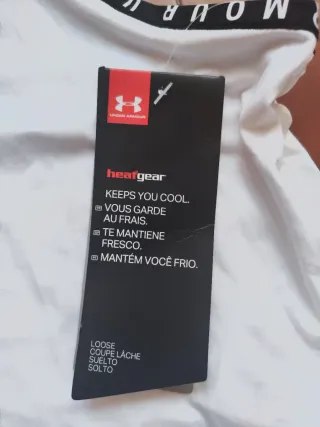 MOUR
UNDER ARMOUR
heatgear
KEEPS YOU COOL.
VOUS GARDE
AU FRAIS.
TE MANTIENE
FRESCO.
MANTÉM VOCÊ FRIO.
LOOSE
COUPE LÂCHE
SUELTO
SOLTO